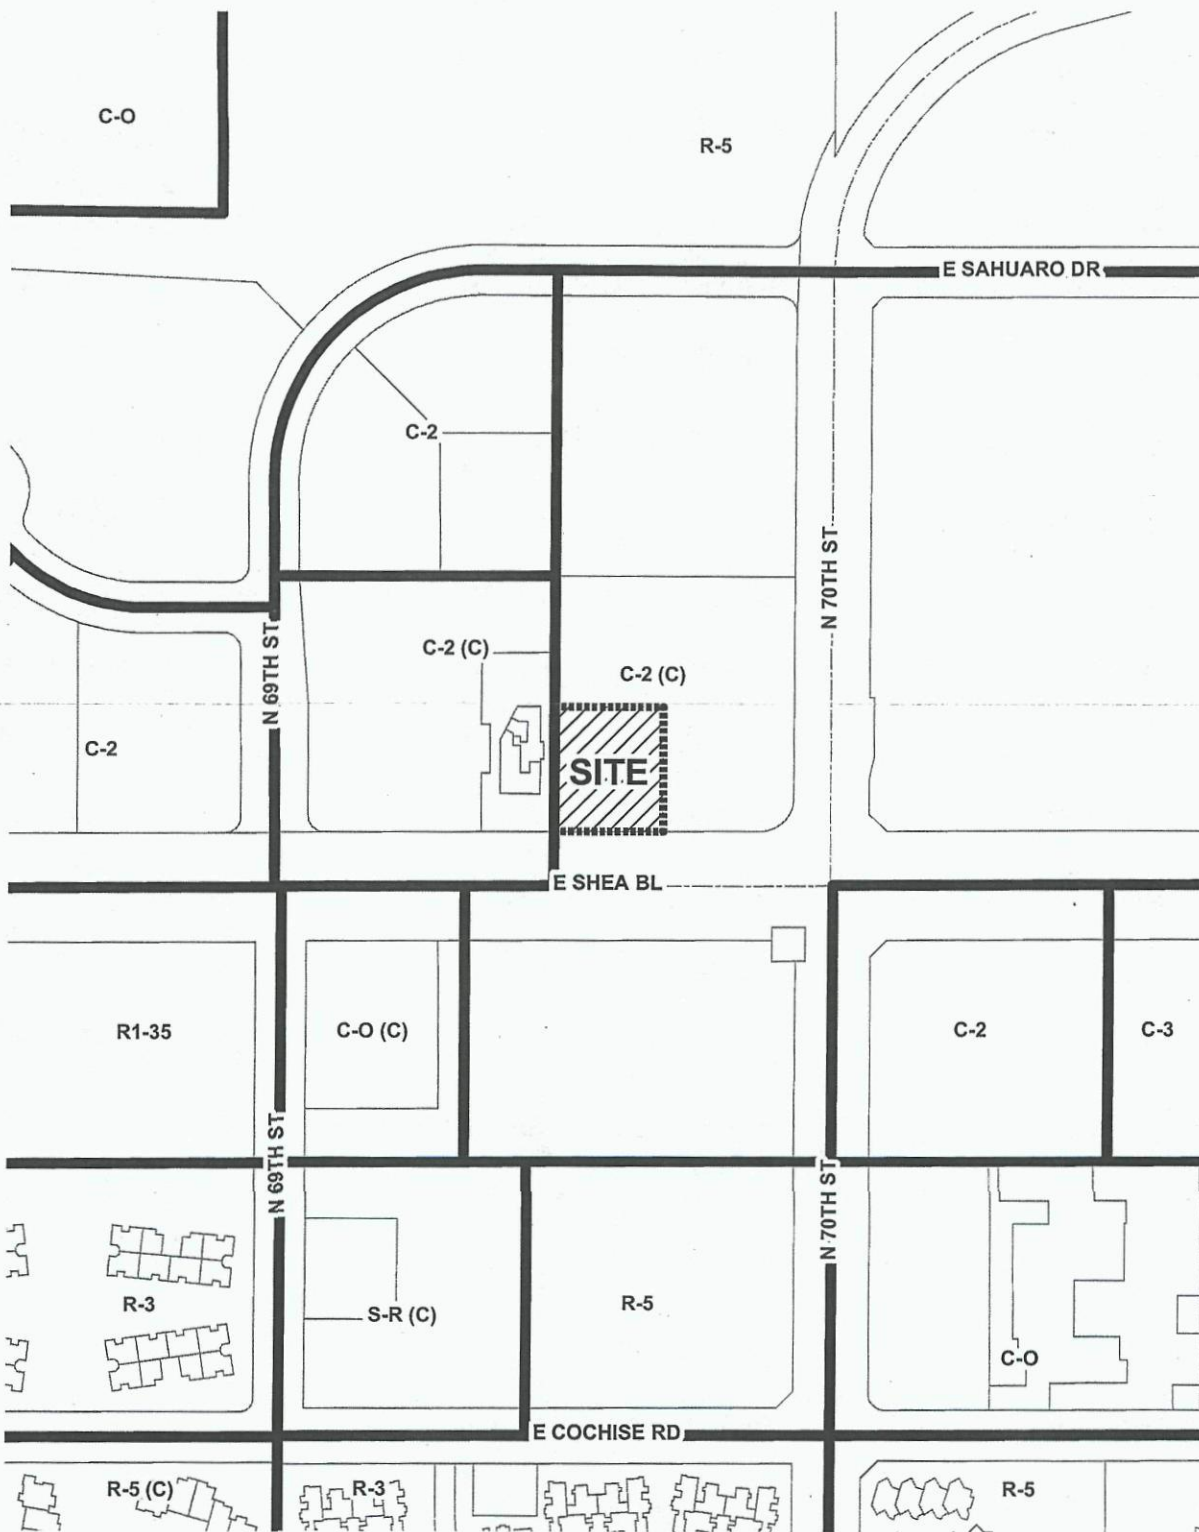 C-O
R-5
E SAHUARO DR
C-2
N 70TH ST
N 69TH ST
C-2 (C)
C-2 (C)
C-2
SITE
E SHEA BL
R1-35
C-O (C)
C-2
C-3
N 69TH ST
N 70TH ST
R-3
S-R (C)
R-5
C-O
E COCHISE RD
R-5 (C)
R-3
R-5